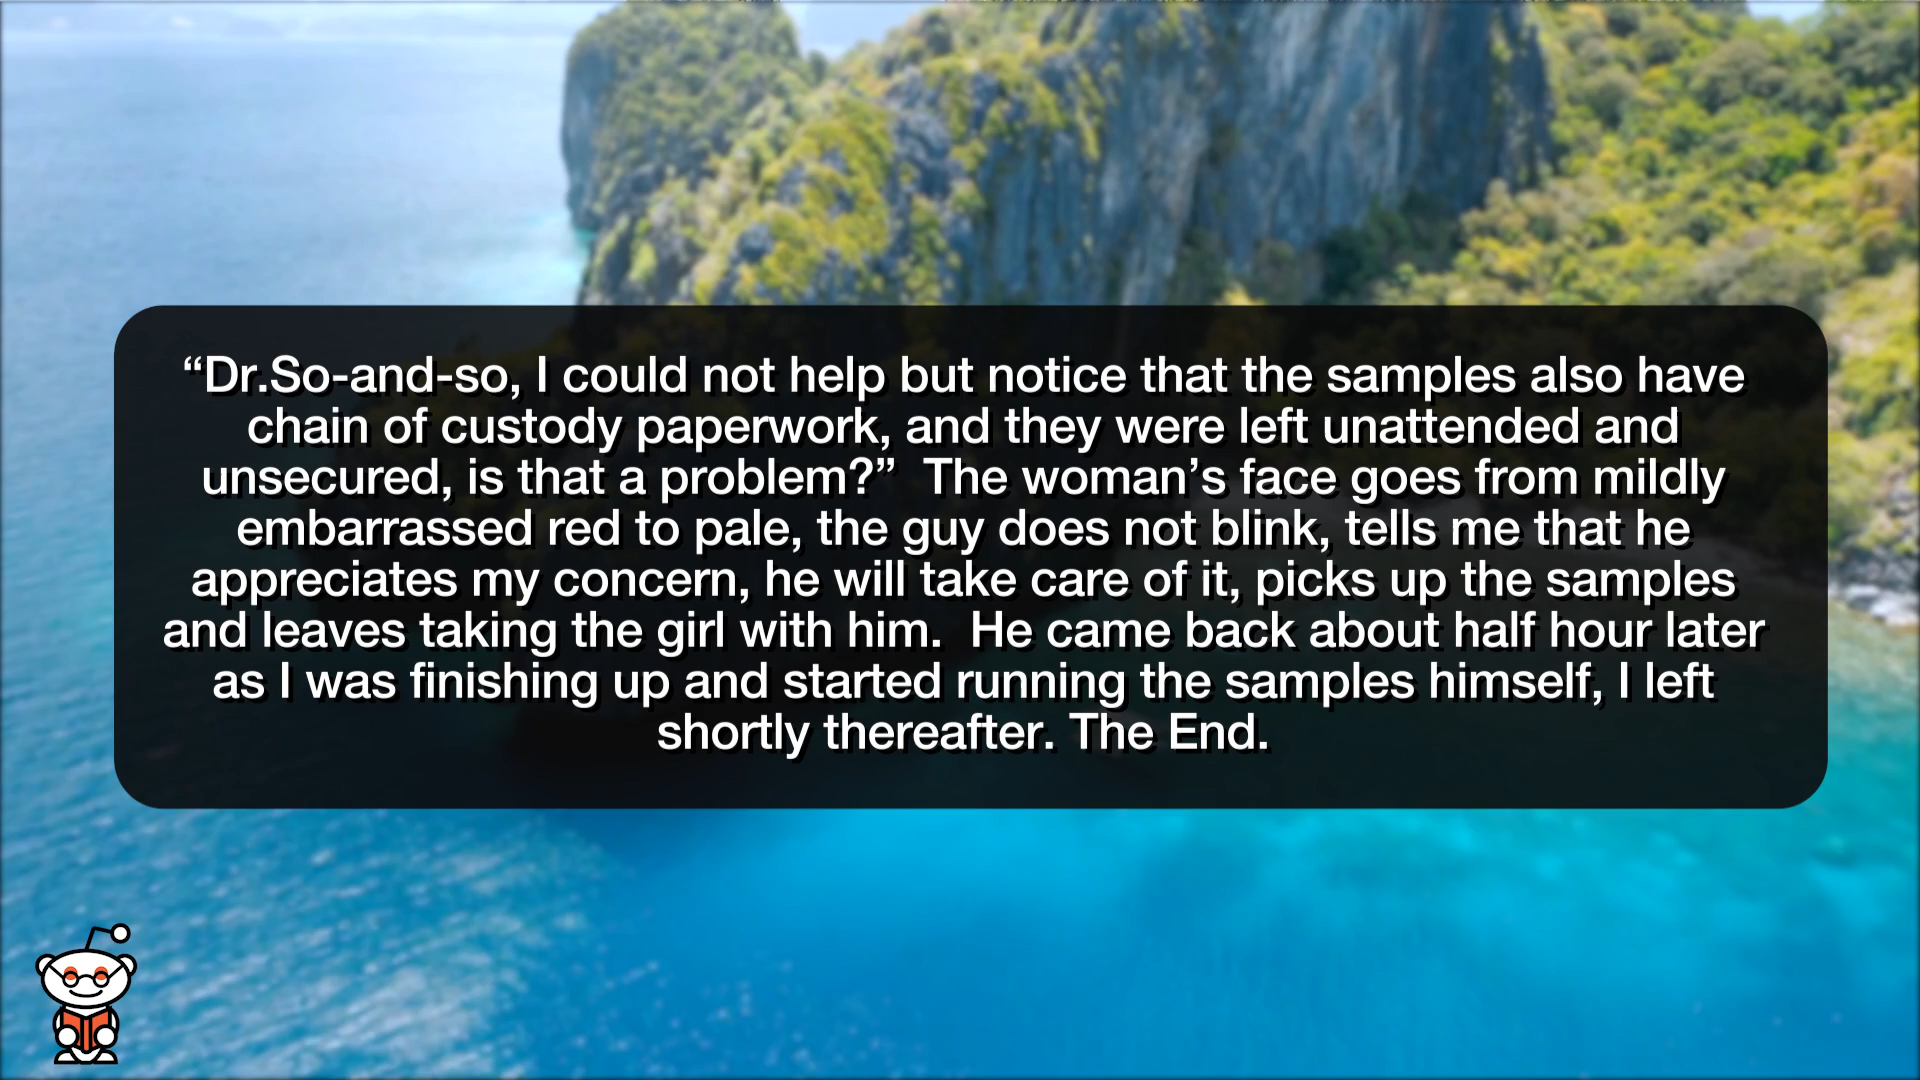 “Dr.So-and-so, I could not help but notice that the samples also have
chain of custody paperwork, and they were left unattended and
unsecured, is that a problem?”  The woman’s face goes from mildly
embarrassed red to pale, the guy does not blink, tells me that he
appreciates my concern, he will take care of it, picks up the samples
and leaves taking the girl with him.  He came back about half hour later
as I was finishing up and started running the samples himself, I left
shortly thereafter. The End.